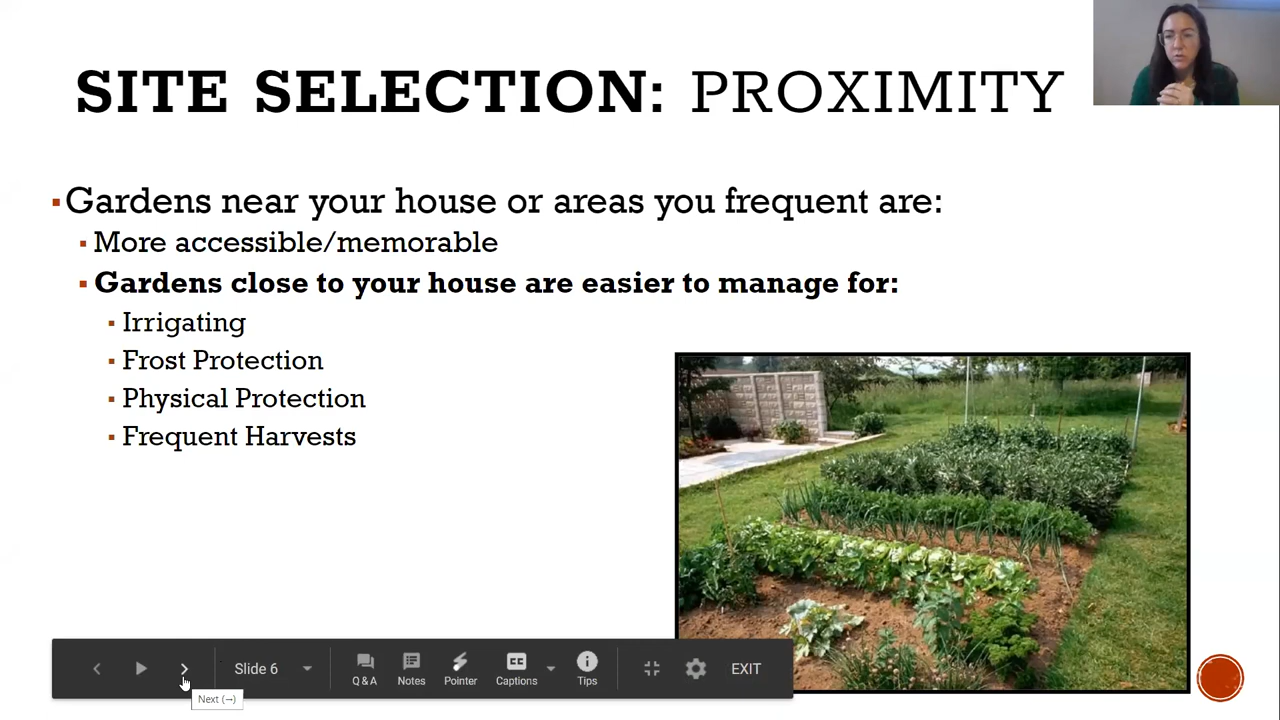 SITE SELECTION: PROXIMITY
Gardens near your house or areas you frequent are:
More accessible/memorable
Gardens close to your house are easier to manage for:
Irrigating
Frost Protection
Physical Protection
Frequent Harvests
Slide 6
Q & A
Notes
Pointer
Captions
Tips
EXIT
Next (→)